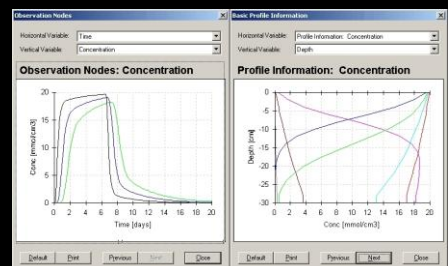 Observation Nodes
Horizontal Variable: Time
Vertical Variable: Concentration
Observation Nodes: Concentration
Conc [mmol/cm3]
20
15
10
5
0
0 2 4 6 8 10 12 14 16 18 20
Time [days]
Default Print Previous Next Close
Basic Profile Information
Horizontal Variable: Profile Information: Concentration
Vertical Variable: Depth
Profile Information: Concentration
Depth [cm]
0
-5
-10
-15
-20
-25
-30
0 2 4 6 8 10 12 14 16 18 20
Conc [mmol/cm3]
Default Print Previous Next Close